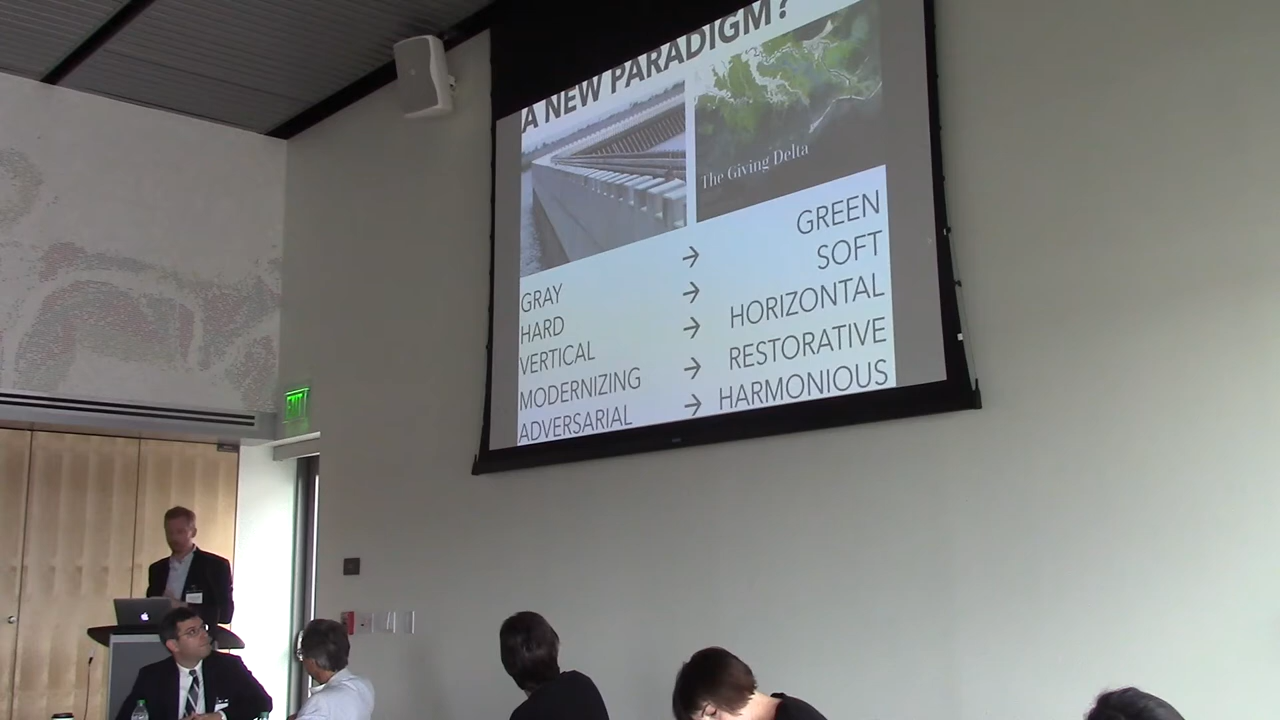 A NEW PARADIGM?
The Giving Delta
GRAY → GREEN
HARD → SOFT
VERTICAL → HORIZONTAL
MODERNIZING → RESTORATIVE
ADVERSARIAL → HARMONIOUS
EXIT